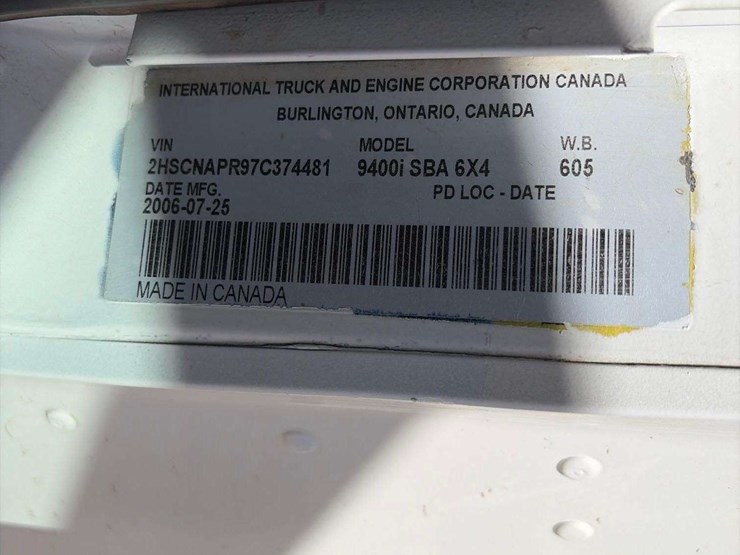 INTERNATIONAL TRUCK AND ENGINE CORPORATION CANADA
BURLINGTON, ONTARIO, CANADA
VIN MODEL W.B.
2HSCNAPR97C374481 9400i SBA 6X4 605
DATE MFG. PD LOC - DATE
2006-07-25
MADE IN CANADA